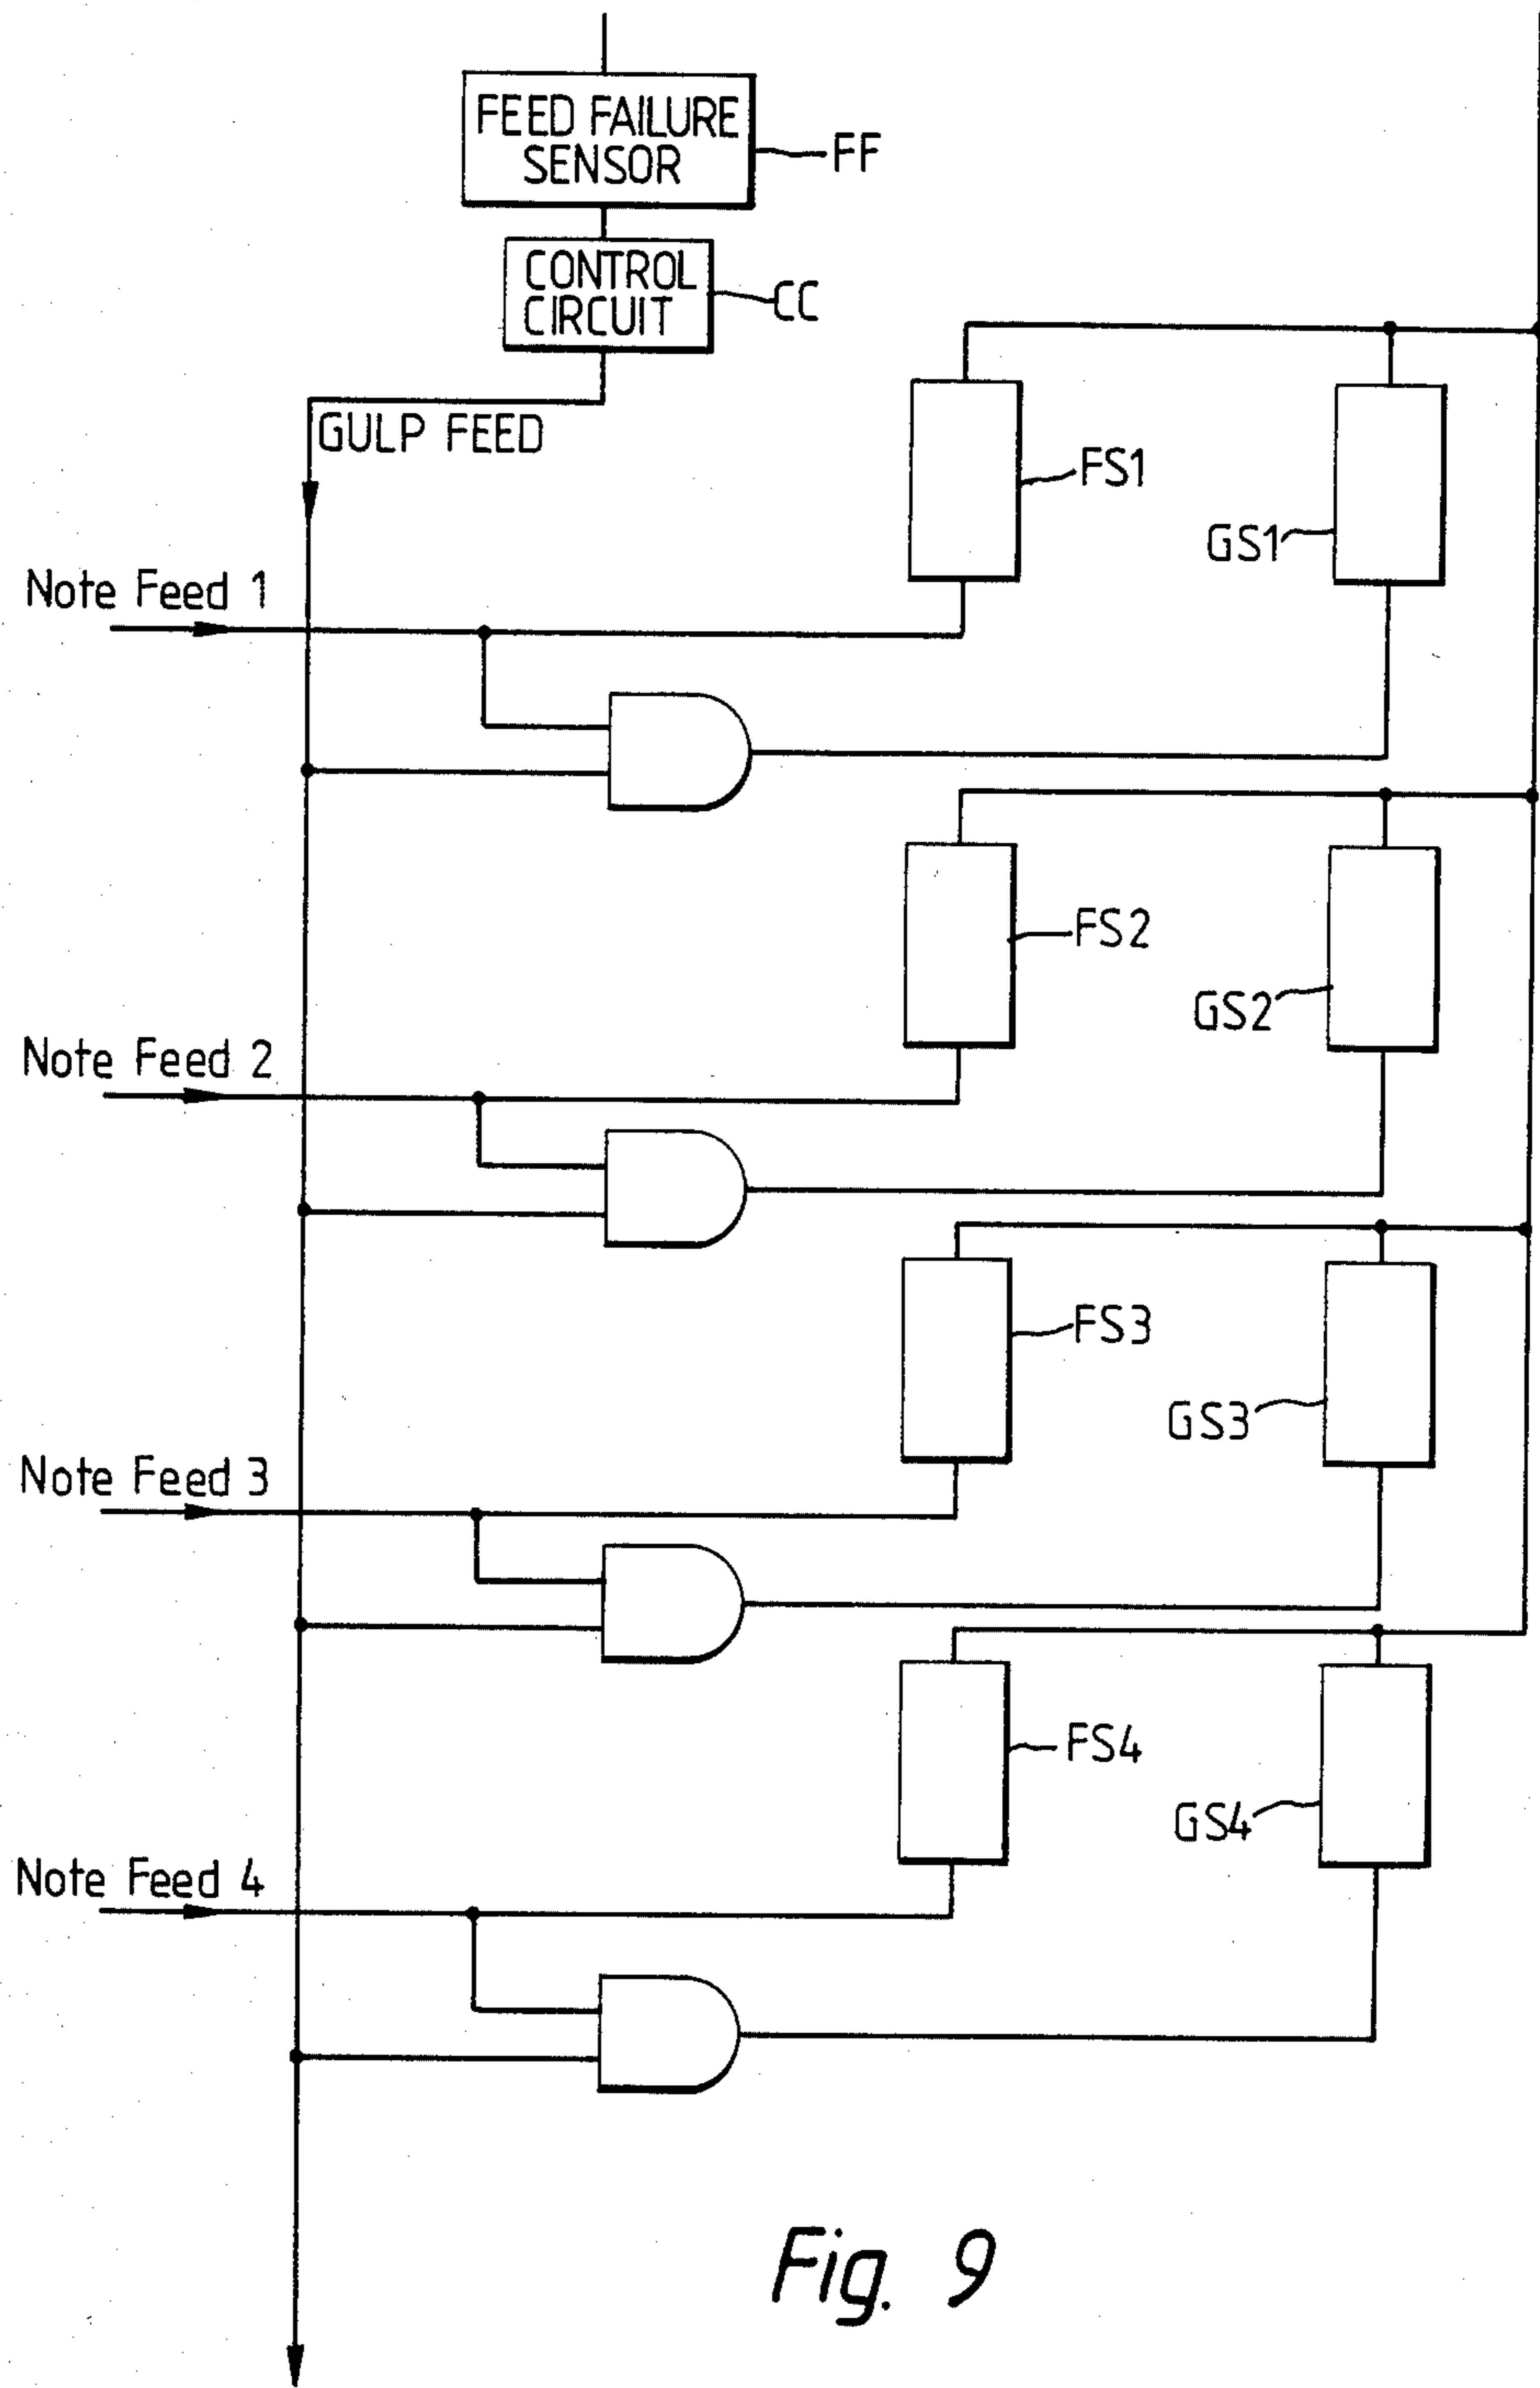 FEED FAILURE
SENSOR
FF
CONTROL
CIRCUIT
CC
GULP FEED
FS1
GS1
Note Feed 1
FS2
GS2
Note Feed 2
FS3
GS3
Note Feed 3
FS4
GS4
Note Feed 4
Fig. 9